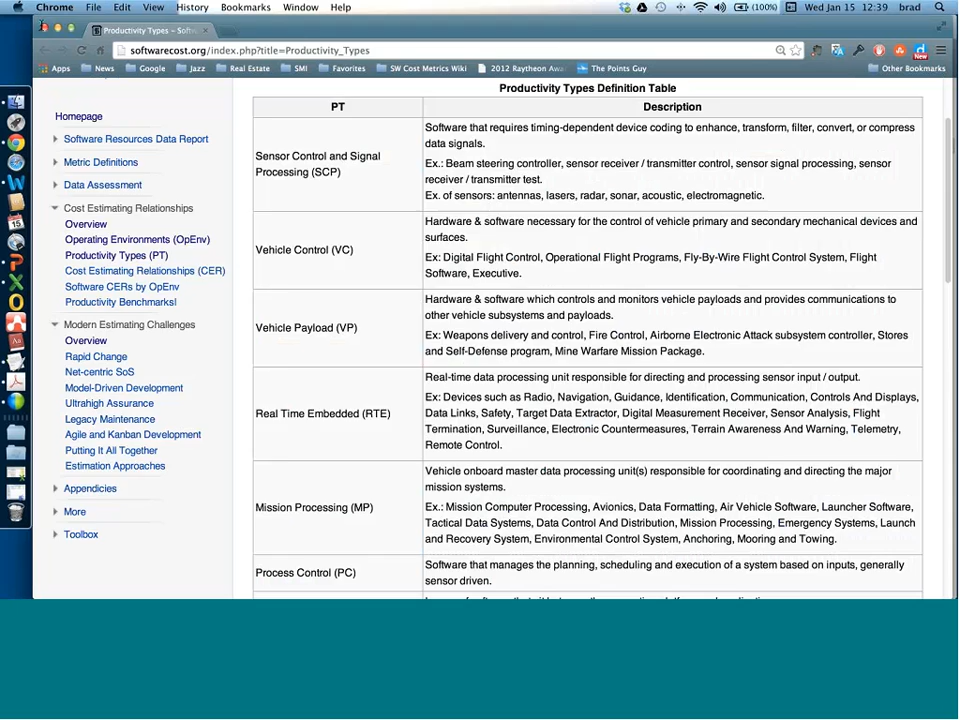 Chrome File Edit View History Bookmarks Window Help (100%) Wed Jan 15 12:39 brad
Productivity Types – Softw
softwarecost.org/index.php?title=Productivity_Types
New
Apps News Google Jazz Real Estate SMI Favorites SW Cost Metrics Wiki 2012 Raytheon Awa The Points Guy Other Bookmarks
Homepage
Software Resources Data Report
Metric Definitions
Data Assessment
Cost Estimating Relationships
Overview
Operating Environments (OpEnv)
Productivity Types (PT)
Cost Estimating Relationships (CER)
Software CERs by OpEnv
Productivity Benchmarks!
Modern Estimating Challenges
Overview
Rapid Change
Net-centric SoS
Model-Driven Development
Ultrahigh Assurance
Legacy Maintenance
Agile and Kanban Development
Putting It All Together
Estimation Approaches
Appendicies
More
Toolbox
Productivity Types Definition Table
PT Description
Sensor Control and Signal
Processing (SCP)
Software that requires timing-dependent device coding to enhance, transform, filter, convert, or compress
data signals.
Ex.: Beam steering controller, sensor receiver / transmitter control, sensor signal processing, sensor
receiver / transmitter test.
Ex. of sensors: antennas, lasers, radar, sonar, acoustic, electromagnetic.
Vehicle Control (VC)
Hardware & software necessary for the control of vehicle primary and secondary mechanical devices and
surfaces.
Ex: Digital Flight Control, Operational Flight Programs, Fly-By-Wire Flight Control System, Flight
Software, Executive.
Vehicle Payload (VP)
Hardware & software which controls and monitors vehicle payloads and provides communications to
other vehicle subsystems and payloads.
Ex: Weapons delivery and control, Fire Control, Airborne Electronic Attack subsystem controller, Stores
and Self-Defense program, Mine Warfare Mission Package.
Real Time Embedded (RTE)
Real-time data processing unit responsible for directing and processing sensor input / output.
Ex: Devices such as Radio, Navigation, Guidance, Identification, Communication, Controls And Displays,
Data Links, Safety, Target Data Extractor, Digital Measurement Receiver, Sensor Analysis, Flight
Termination, Surveillance, Electronic Countermeasures, Terrain Awareness And Warning, Telemetry,
Remote Control.
Mission Processing (MP)
Vehicle onboard master data processing unit(s) responsible for coordinating and directing the major
mission systems.
Ex.: Mission Computer Processing, Avionics, Data Formatting, Air Vehicle Software, Launcher Software,
Tactical Data Systems, Data Control And Distribution, Mission Processing, Emergency Systems, Launch
and Recovery System, Environmental Control System, Anchoring, Mooring and Towing.
Process Control (PC)
Software that manages the planning, scheduling and execution of a system based on inputs, generally
sensor driven.